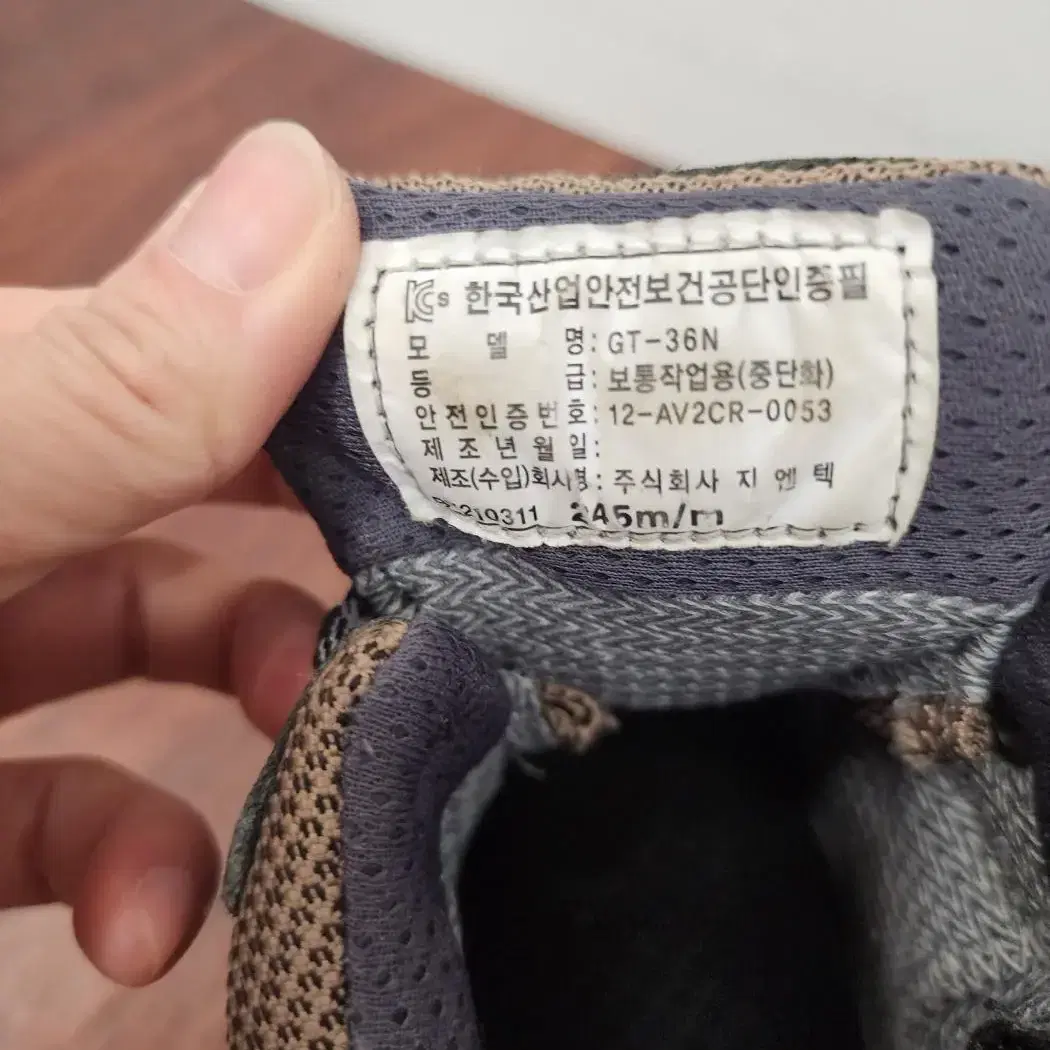 KCs 한국산업안전보건공단인증필
모 델 명: GT-36N
등 급: 보통작업용(중단화)
안전인증번호: 12-AV2CR-0053
제조년월일:
제조(수입)회사명: 주식회사 지엔텍
210311 245m/m